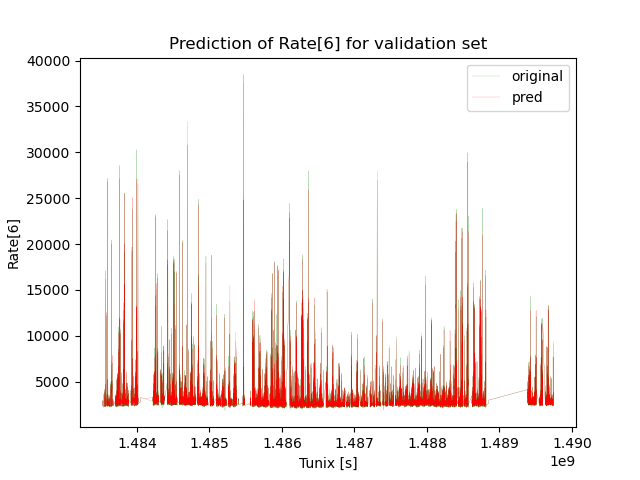 Prediction of Rate[6] for validation set
original
pred
Rate[6]
40000
35000
30000
25000
20000
15000
10000
5000
1.484 1.485 1.486 1.487 1.488 1.489 1.490
1e9
Tunix [s]